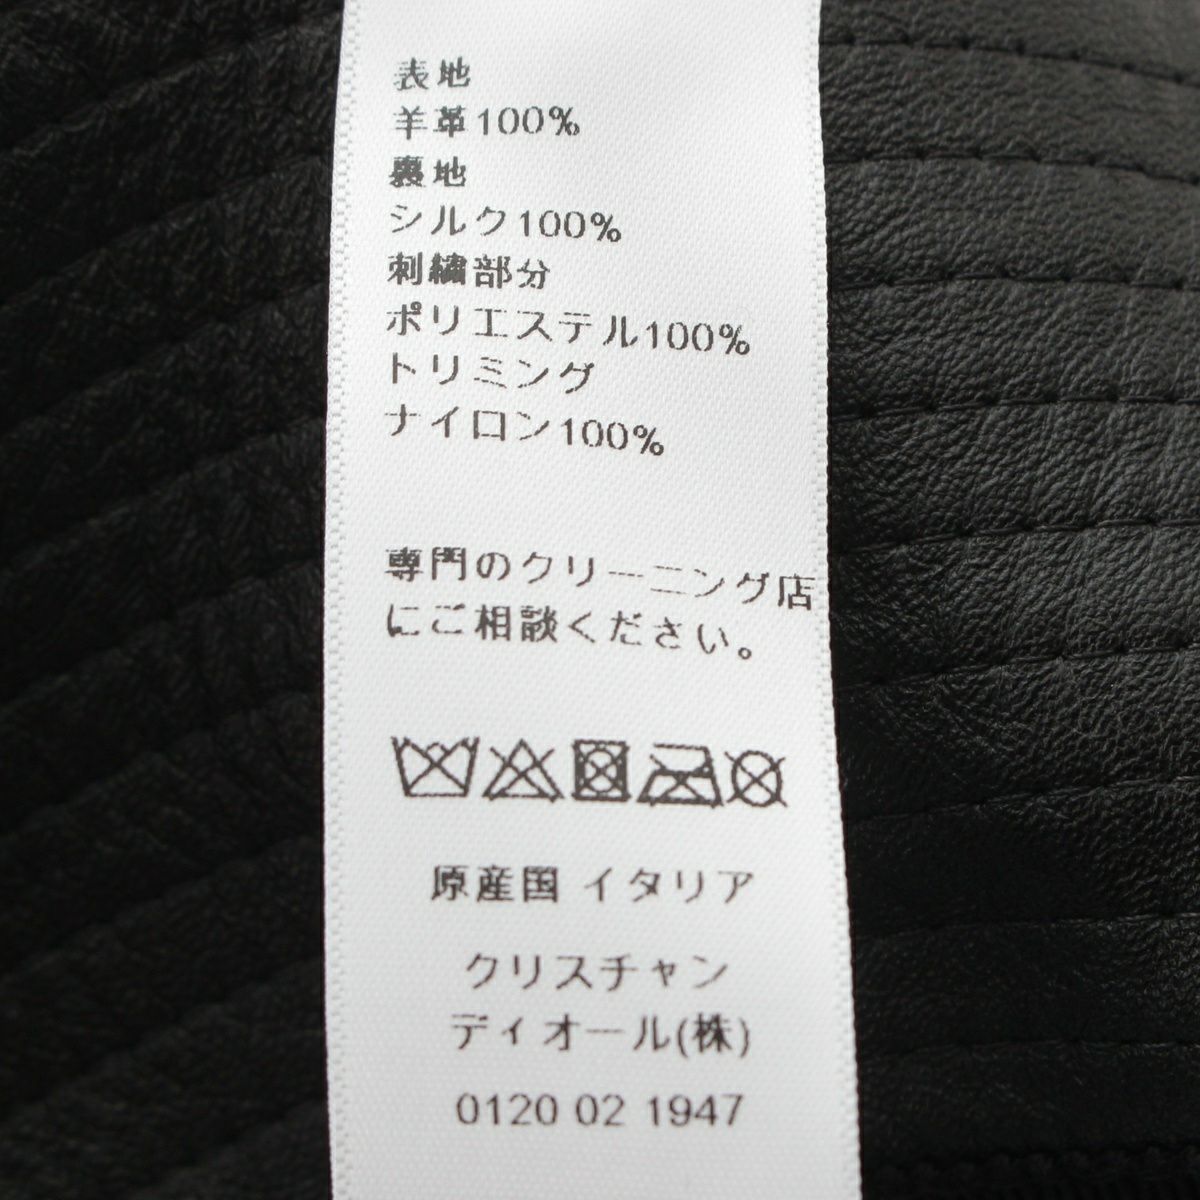 表地
羊革100%
裏地
シルク100%
刺繍部分
ポリエステル100%
トリミング
ナイロン100%
専門のクリーニング店
にご相談ください。
原産国 イタリア
クリスチャン
ディオール(株)
0120 02 1947